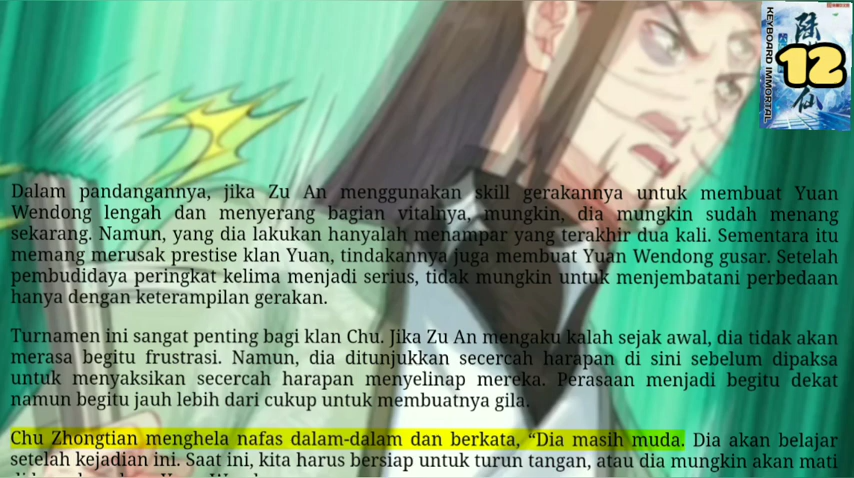 KEYBOARD IMMORTAL
12
Dalam pandangannya, jika Zu An menggunakan skill gerakannya untuk membuat Yuan
Wendong lengah dan menyerang bagian vitalnya, mungkin, dia mungkin sudah menang
sekarang. Namun, yang dia lakukan hanyalah menampar yang terakhir dua kali. Sementara itu
memang merusak prestise klan Yuan, tindakannya juga membuat Yuan Wendong gusar. Setelah
pembudidaya peringkat kelima menjadi serius, tidak mungkin untuk menjembatani perbedaan
hanya dengan keterampilan gerakan.
Turnamen ini sangat penting bagi klan Chu. Jika Zu An mengaku kalah sejak awal, dia tidak akan
merasa begitu frustrasi. Namun, dia ditunjukkan secercah harapan di sini sebelum dipaksa
untuk menyaksikan secercah harapan menyelinap mereka. Perasaan menjadi begitu dekat
namun begitu jauh lebih dari cukup untuk membuatnya gila.
Chu Zhongtian menghela nafas dalam-dalam dan berkata, “Dia masih muda. Dia akan belajar
setelah kejadian ini. Saat ini, kita harus bersiap untuk turun tangan, atau dia mungkin akan mati